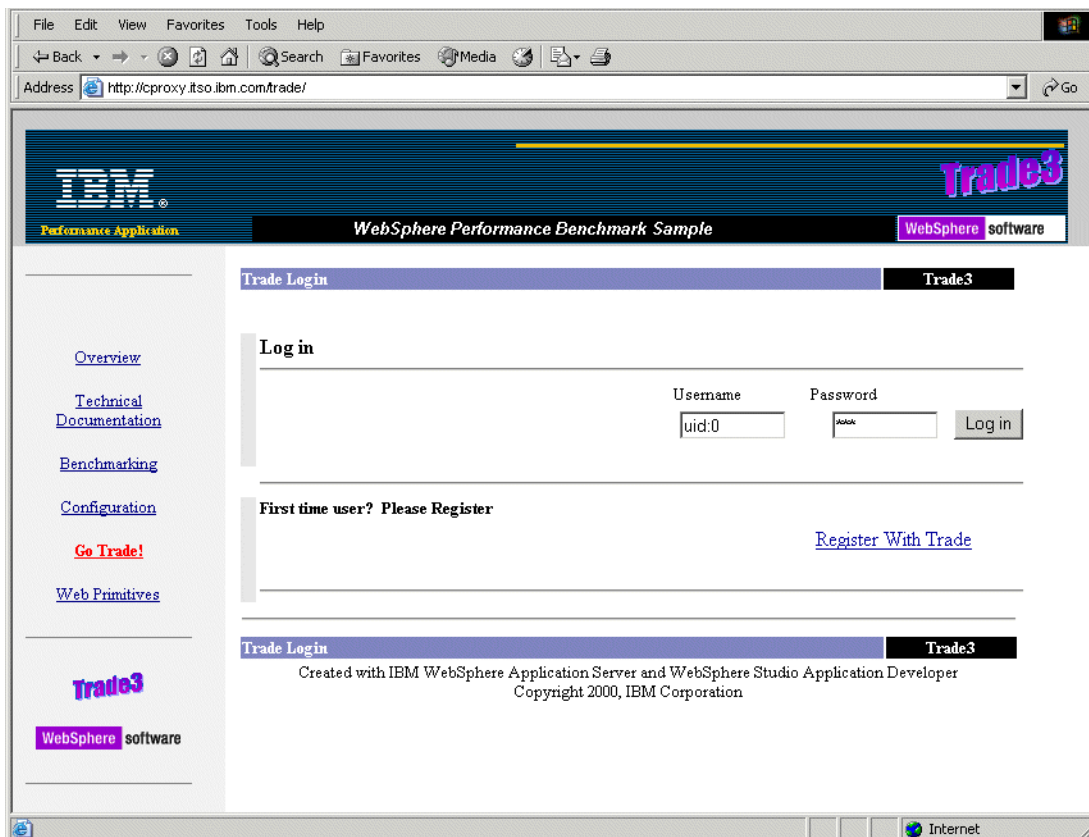 File Edit View Favorites Tools Help
Back Search Favorites Media
Address http://cproxy.itso.ibm.com/trade/ Go
IBM®
Trade3
Performance Application
WebSphere Performance Benchmark Sample
WebSphere software
Trade Login Trade3
Overview
Technical
Documentation
Benchmarking
Configuration
Go Trade!
Web Primitives
Trade3
WebSphere software
Log in
Username Password
uid:0 **** Log in
First time user? Please Register
Register With Trade
Trade Login Trade3
Created with IBM WebSphere Application Server and WebSphere Studio Application Developer
Copyright 2000, IBM Corporation
Internet